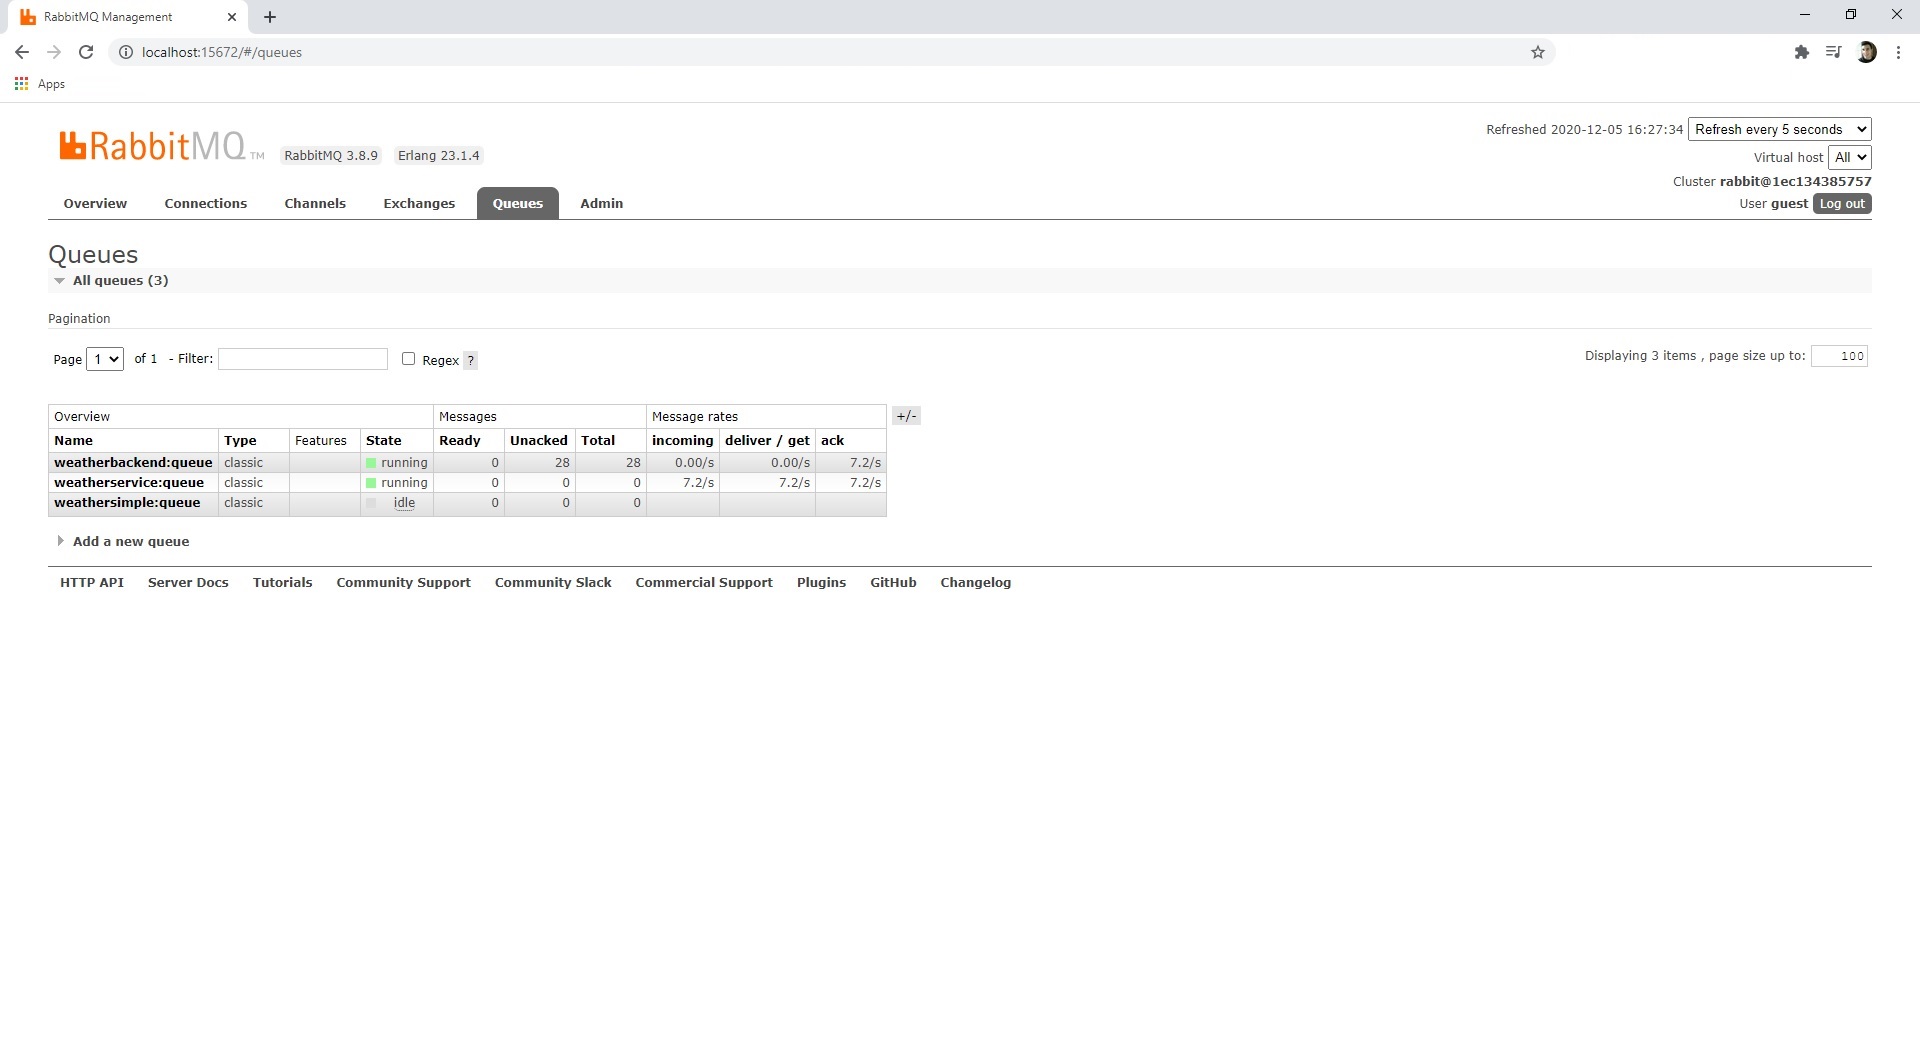 RabbitMQ Management
localhost:15672/#/queues
Apps
RabbitMQ TM RabbitMQ 3.8.9 Erlang 23.1.4
Refreshed 2020-12-05 16:27:34 Refresh every 5 seconds
Virtual host All
Cluster rabbit@1ec134385757
User guest Log out
Overview Connections Channels Exchanges Queues Admin
Queues
All queues (3)
Pagination
Page 1 of 1 - Filter: Regex ? Displaying 3 items , page size up to: 100
Overview Messages Message rates +/-
Name Type Features State Ready Unacked Total incoming deliver / get ack
weatherbackend:queue classic running 0 28 28 0.00/s 0.00/s 7.2/s
weatherservice:queue classic running 0 0 0 7.2/s 7.2/s 7.2/s
weathersimple:queue classic idle 0 0 0
Add a new queue
HTTP API Server Docs Tutorials Community Support Community Slack Commercial Support Plugins GitHub Changelog